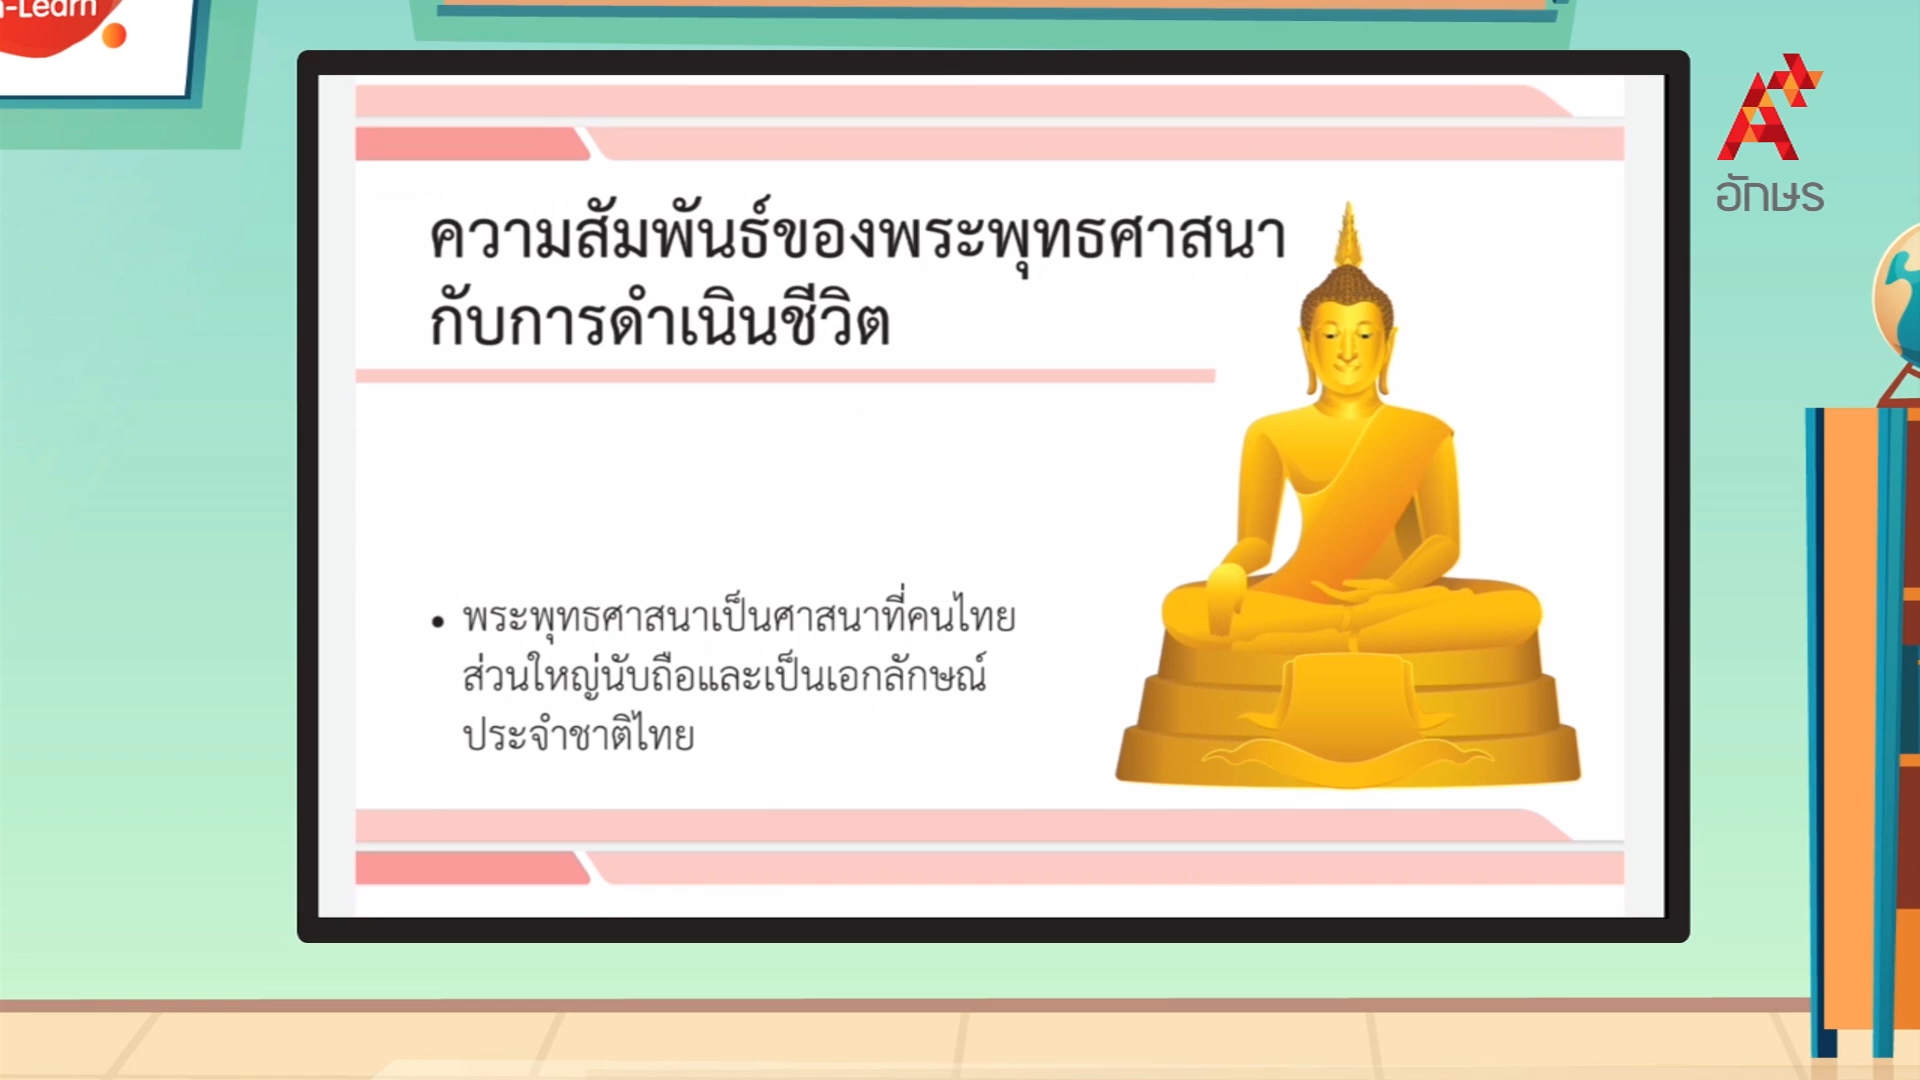 -Learn
อักษร
ความสัมพันธ์ของพระพุทธศาสนา
กับการดำเนินชีวิต
• พระพุทธศาสนาเป็นศาสนาที่คนไทย
ส่วนใหญ่นับถือและเป็นเอกลักษณ์
ประจำชาติไทย